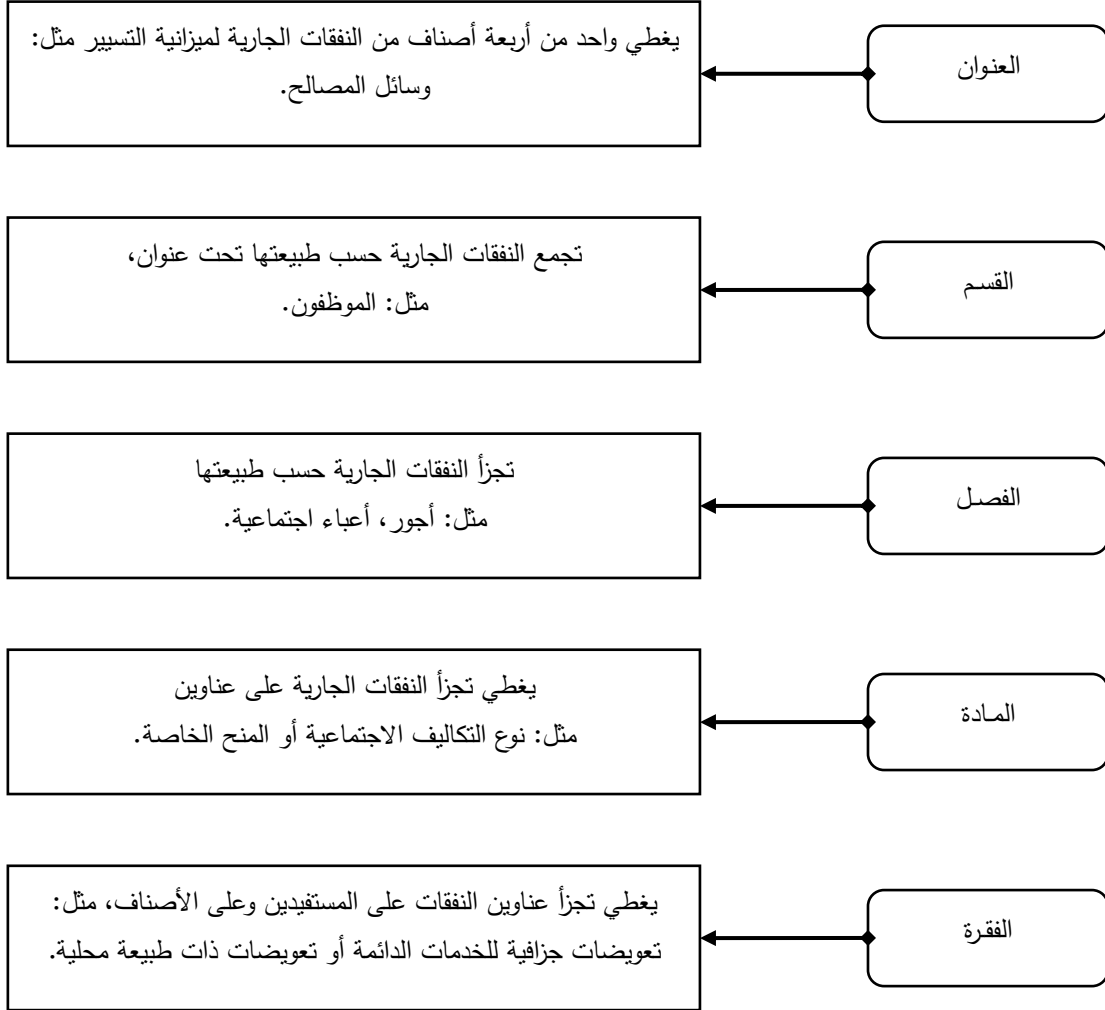 العنوان
يغطي واحد من أربعة أصناف من النفقات الجارية لميزانية التسيير مثل:
وسائل المصالح.
القسم
تجمع النفقات الجارية حسب طبيعتها تحت عنوان،
مثل: الموظفون.
الفصل
تجزأ النفقات الجارية حسب طبيعتها
مثل: أجور، أعباء اجتماعية.
المادة
يغطي تجزأ النفقات الجارية على عناوين
مثل: نوع التكاليف الاجتماعية أو المنح الخاصة.
الفقرة
يغطي تجزأ عناوين النفقات على المستفيدين وعلى الأصناف، مثل:
تعويضات جزافية للخدمات الدائمة أو تعويضات ذات طبيعة محلية.